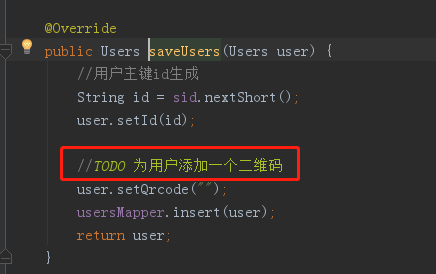 @Override
public Users saveUsers(Users user) {
//用户主键id生成
String id = sid.nextShort();
user.setId(id);
//TODO 为用户添加一个二维码
user.setQrcode("");
usersMapper.insert(user);
return user;
}